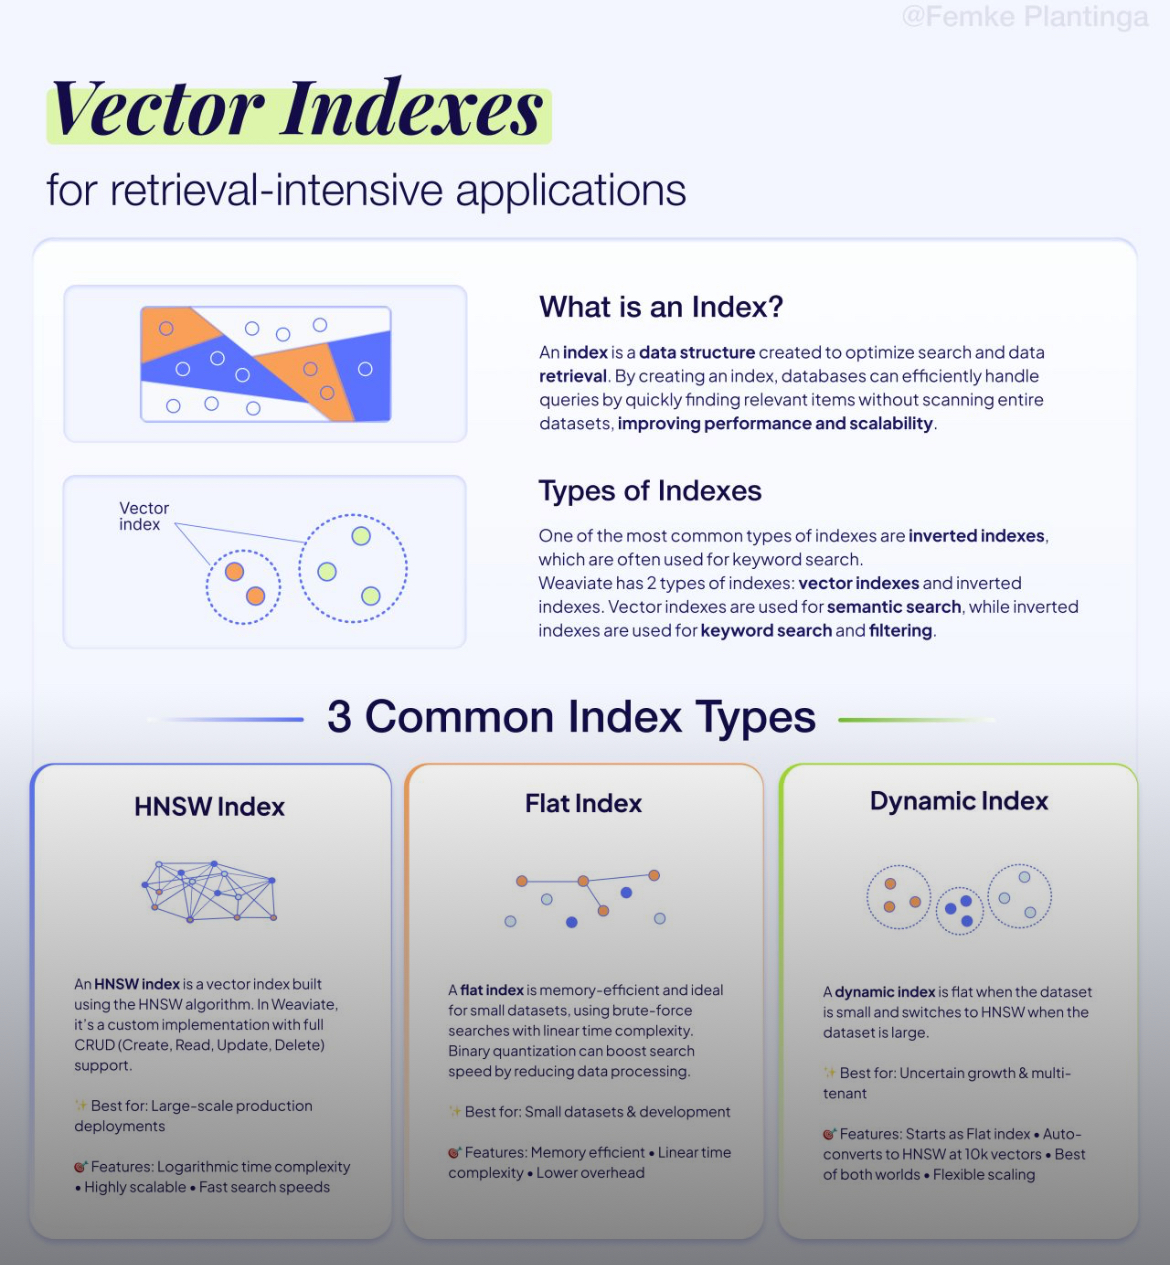 @Femke Plantinga
Vector Indexes
for retrieval-intensive applications
What is an Index?
An index is a data structure created to optimize search and data
retrieval. By creating an index, databases can efficiently handle
queries by quickly finding relevant items without scanning entire
datasets, improving performance and scalability.
Vector
index
Types of Indexes
One of the most common types of indexes are inverted indexes,
which are often used for keyword search.
Weaviate has 2 types of indexes: vector indexes and inverted
indexes. Vector indexes are used for semantic search, while inverted
indexes are used for keyword search and filtering.
3 Common Index Types
HNSW Index
An HNSW index is a vector index built
using the HNSW algorithm. In Weaviate,
it's a custom implementation with full
CRUD (Create, Read, Update, Delete)
support.
✨ Best for: Large-scale production
deployments
🎯 Features: Logarithmic time complexity
• Highly scalable • Fast search speeds
Flat Index
A flat index is memory-efficient and ideal
for small datasets, using brute-force
searches with linear time complexity.
Binary quantization can boost search
speed by reducing data processing.
✨ Best for: Small datasets & development
🎯 Features: Memory efficient • Linear time
complexity • Lower overhead
Dynamic Index
A dynamic index is flat when the dataset
is small and switches to HNSW when the
dataset is large.
✨ Best for: Uncertain growth & multi-
tenant
🎯 Features: Starts as Flat index • Auto-
converts to HNSW at 10k vectors • Best
of both worlds • Flexible scaling